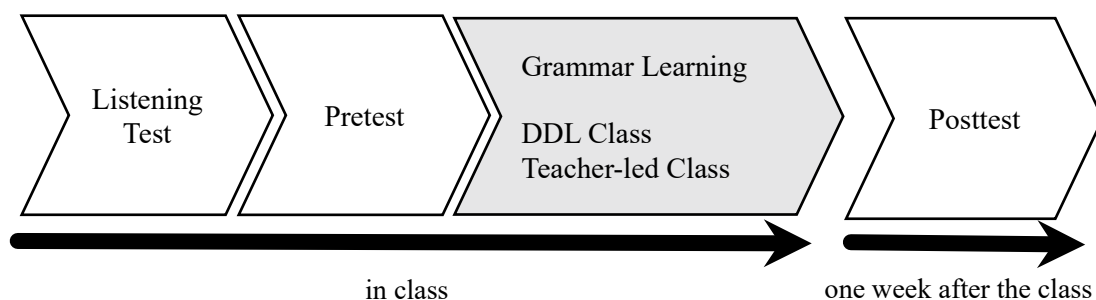 Listening
Test
Pretest
Grammar Learning
DDL Class
Teacher-led Class
Posttest
in class
one week after the class